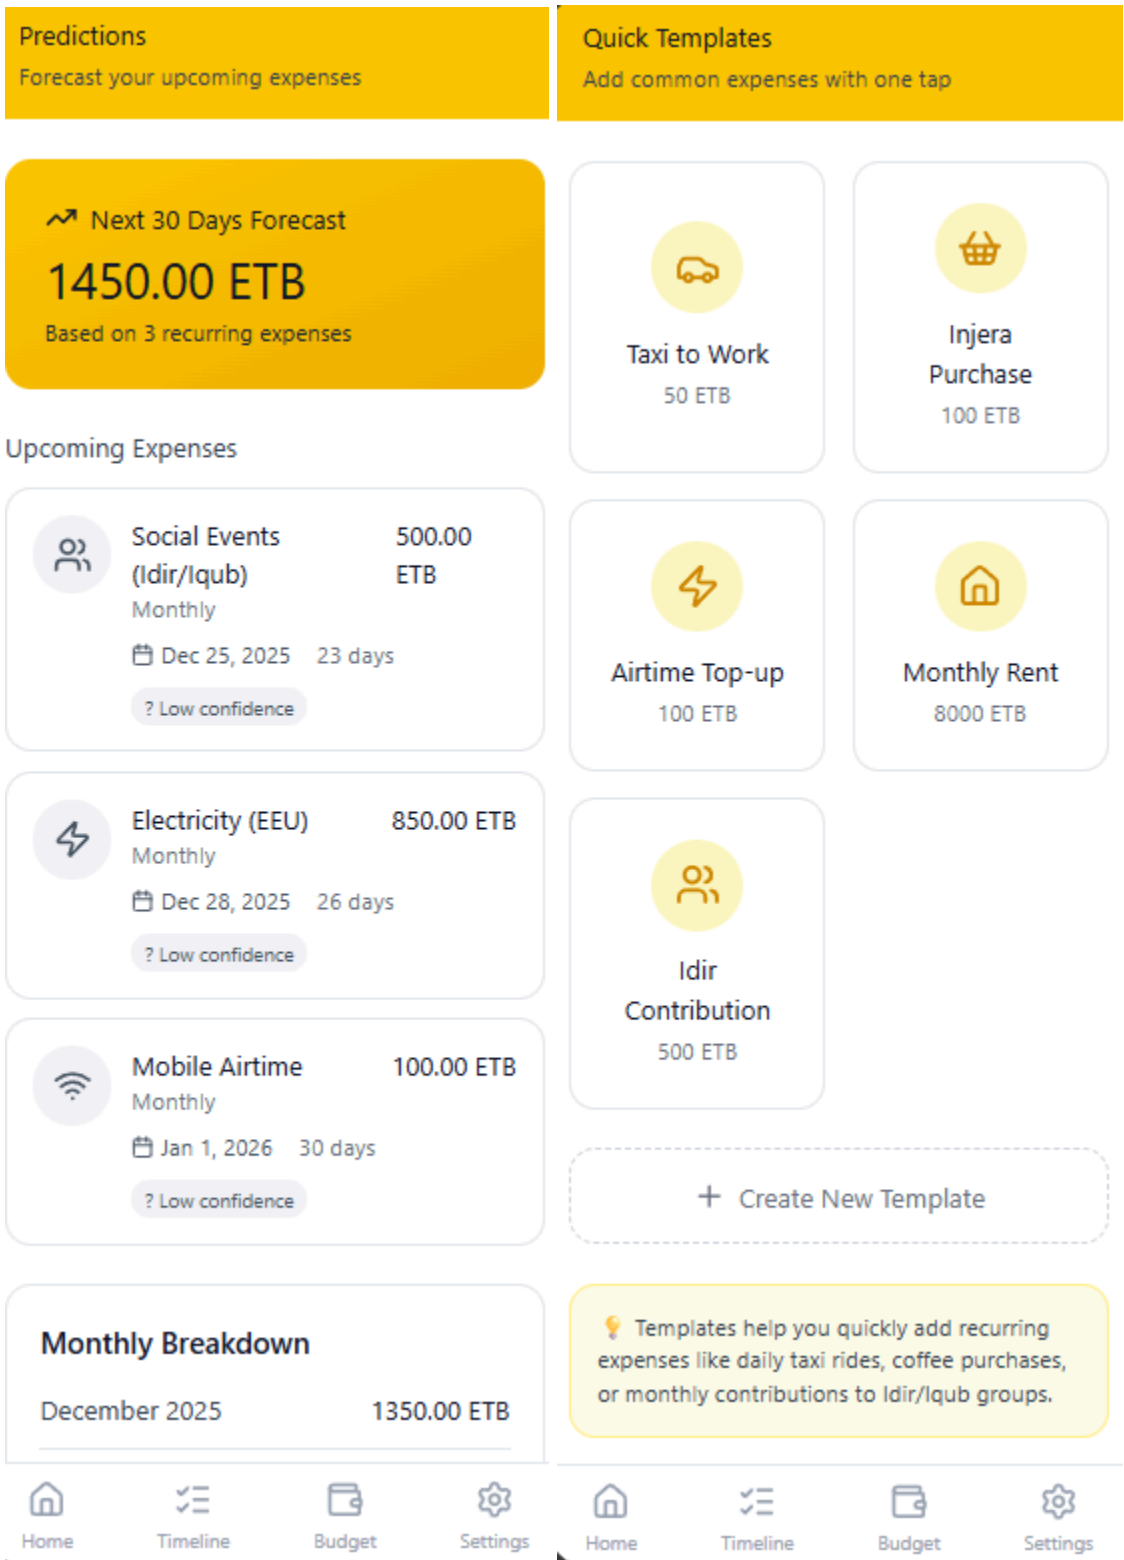 Predictions
Forecast your upcoming expenses
Next 30 Days Forecast
1450.00 ETB
Based on 3 recurring expenses
Upcoming Expenses
Social Events
(Idir/Iqub)
500.00
ETB
Monthly
Dec 25, 2025 23 days
? Low confidence
Electricity (EEU) 850.00 ETB
Monthly
Dec 28, 2025 26 days
? Low confidence
Mobile Airtime 100.00 ETB
Monthly
Jan 1, 2026 30 days
? Low confidence
Monthly Breakdown
December 2025 1350.00 ETB
Home Timeline Budget Settings
Quick Templates
Add common expenses with one tap
Taxi to Work
50 ETB
Injera
Purchase
100 ETB
Airtime Top-up
100 ETB
Monthly Rent
8000 ETB
Idir
Contribution
500 ETB
+ Create New Template
Templates help you quickly add recurring
expenses like daily taxi rides, coffee purchases,
or monthly contributions to Idir/Iqub groups.
Home Timeline Budget Settings